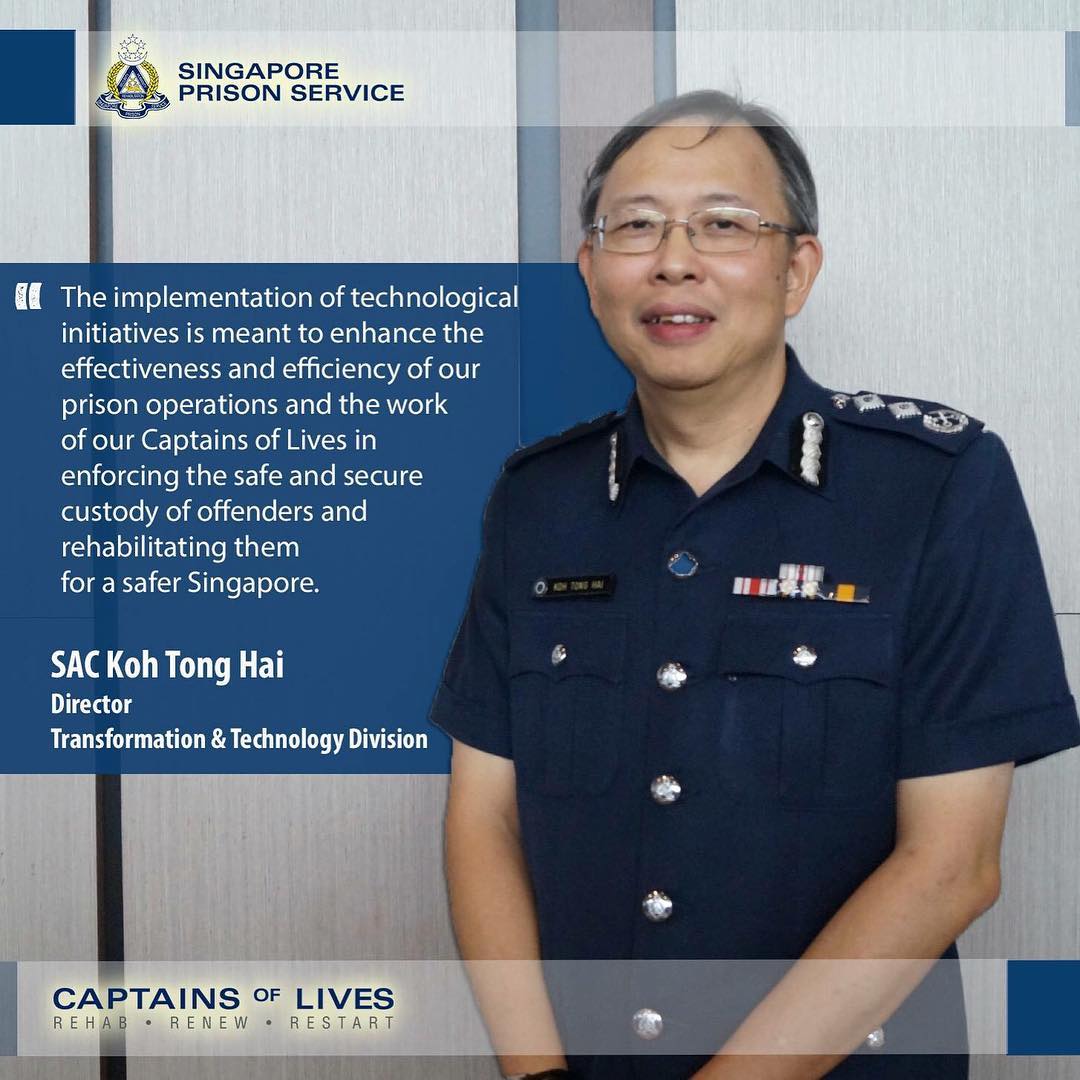 SINGAPORE
PRISON SERVICE
“ The implementation of technological
initiatives is meant to enhance the
effectiveness and efficiency of our
prison operations and the work
of our Captains of Lives in
enforcing the safe and secure
custody of offenders and
rehabilitating them
for a safer Singapore.
SAC Koh Tong Hai
Director
Transformation & Technology Division
KOH TONG HAI
CAPTAINS OF LIVES
REHAB • RENEW • RESTART